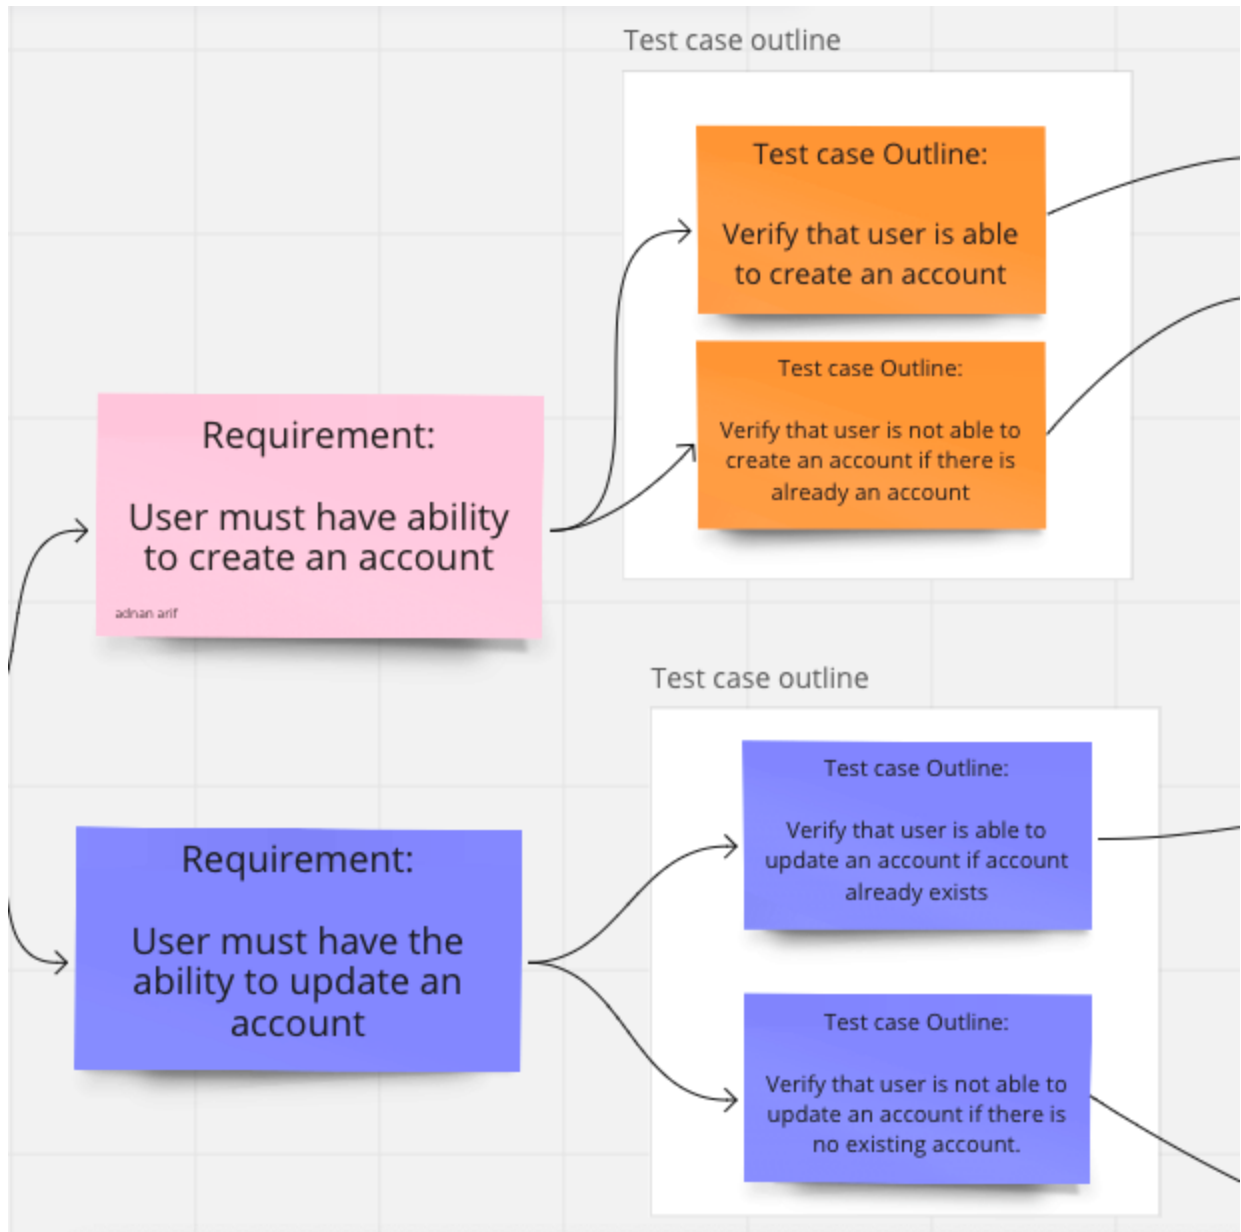 Test case outline
Test case Outline:
Verify that user is able
to create an account
Test case Outline:
Verify that user is not able to
create an account if there is
already an account
Requirement:
User must have ability
to create an account
adnan arif
Test case outline
Test case Outline:
Verify that user is able to
update an account if account
already exists
Requirement:
User must have the
ability to update an
account
Test case Outline:
Verify that user is not able to
update an account if there is
no existing account.